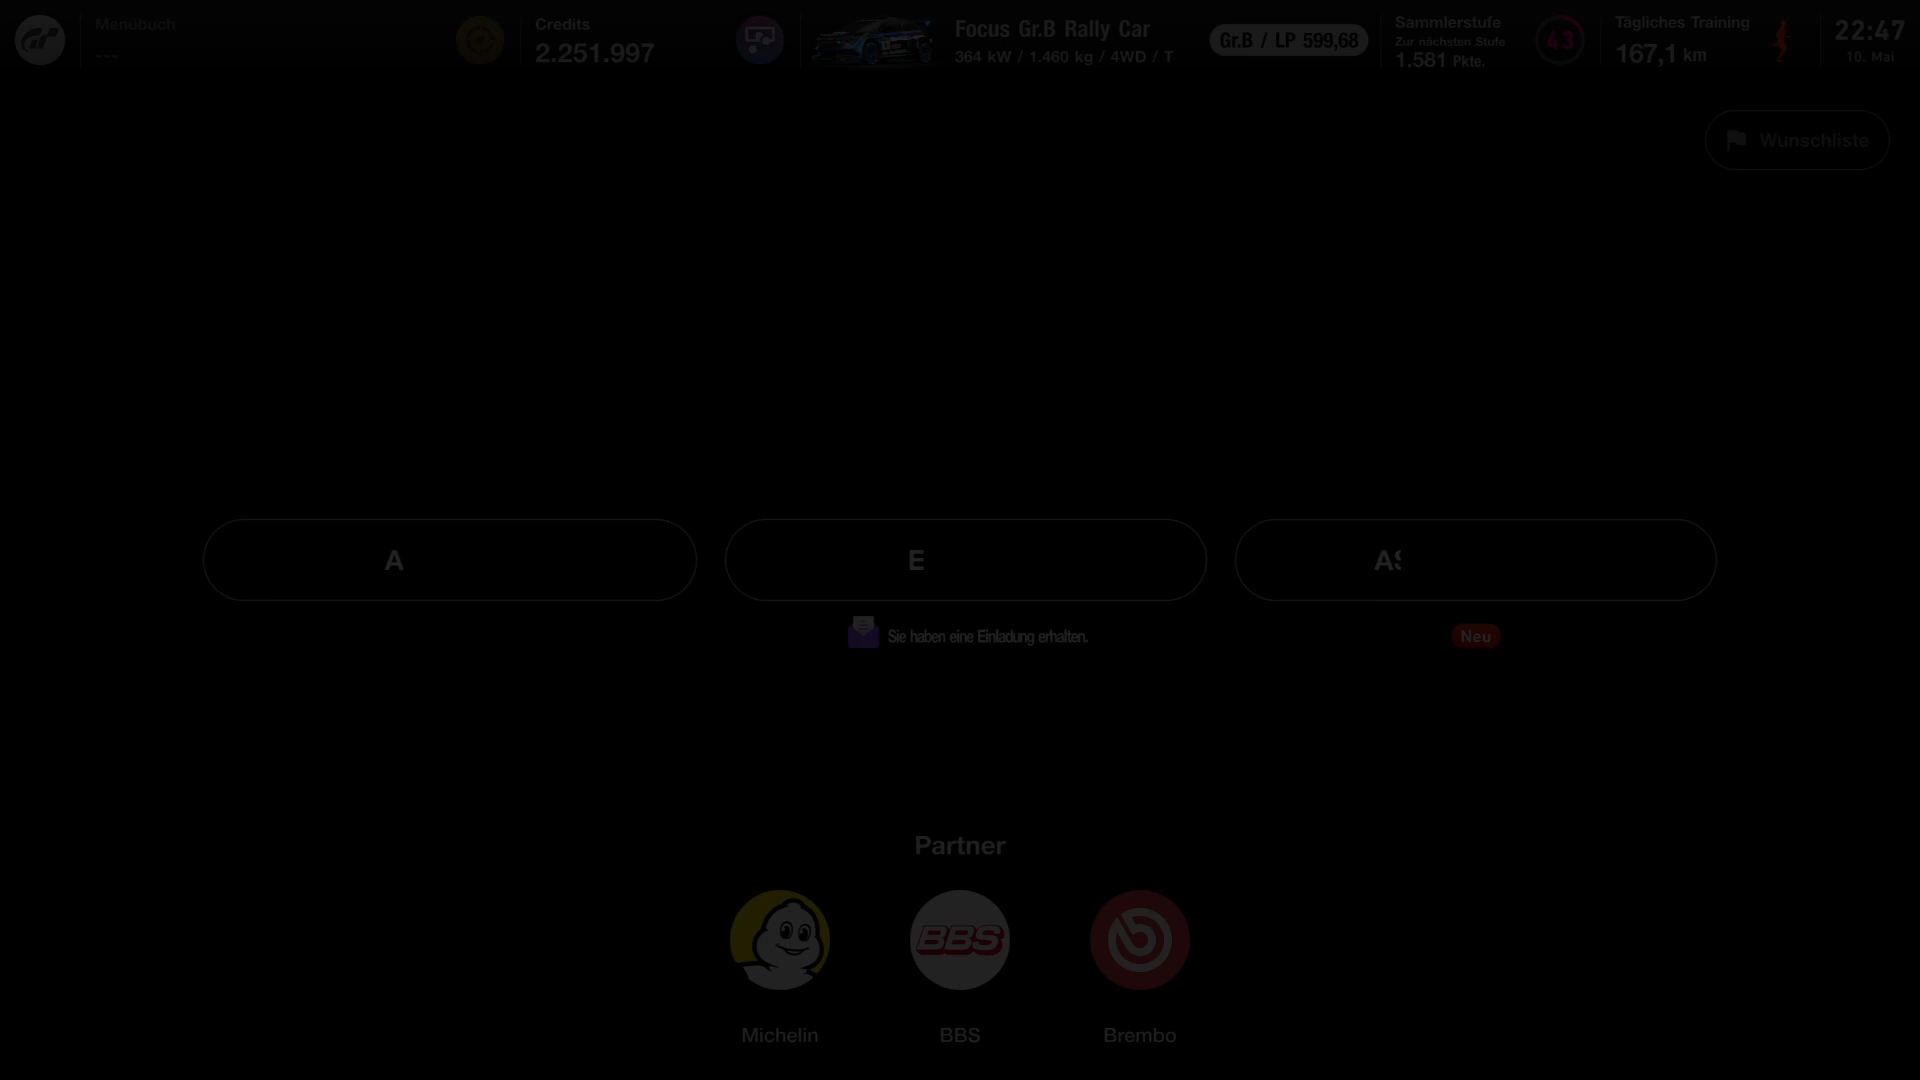 Menübuch
---
Credits
2.251.997
Focus Gr.B Rally Car
364 kW / 1.460 kg / 4WD / T
Gr.B / LP 599,68
Sammlerstufe
Zur nächsten Stufe
1.581 Pkte.
43
Tägliches Training
167,1 km
22:47
10. Mai
Wunschliste
A
E
AS
Sie haben eine Einladung erhalten.
Neu
Partner
BBS
Michelin
BBS
Brembo